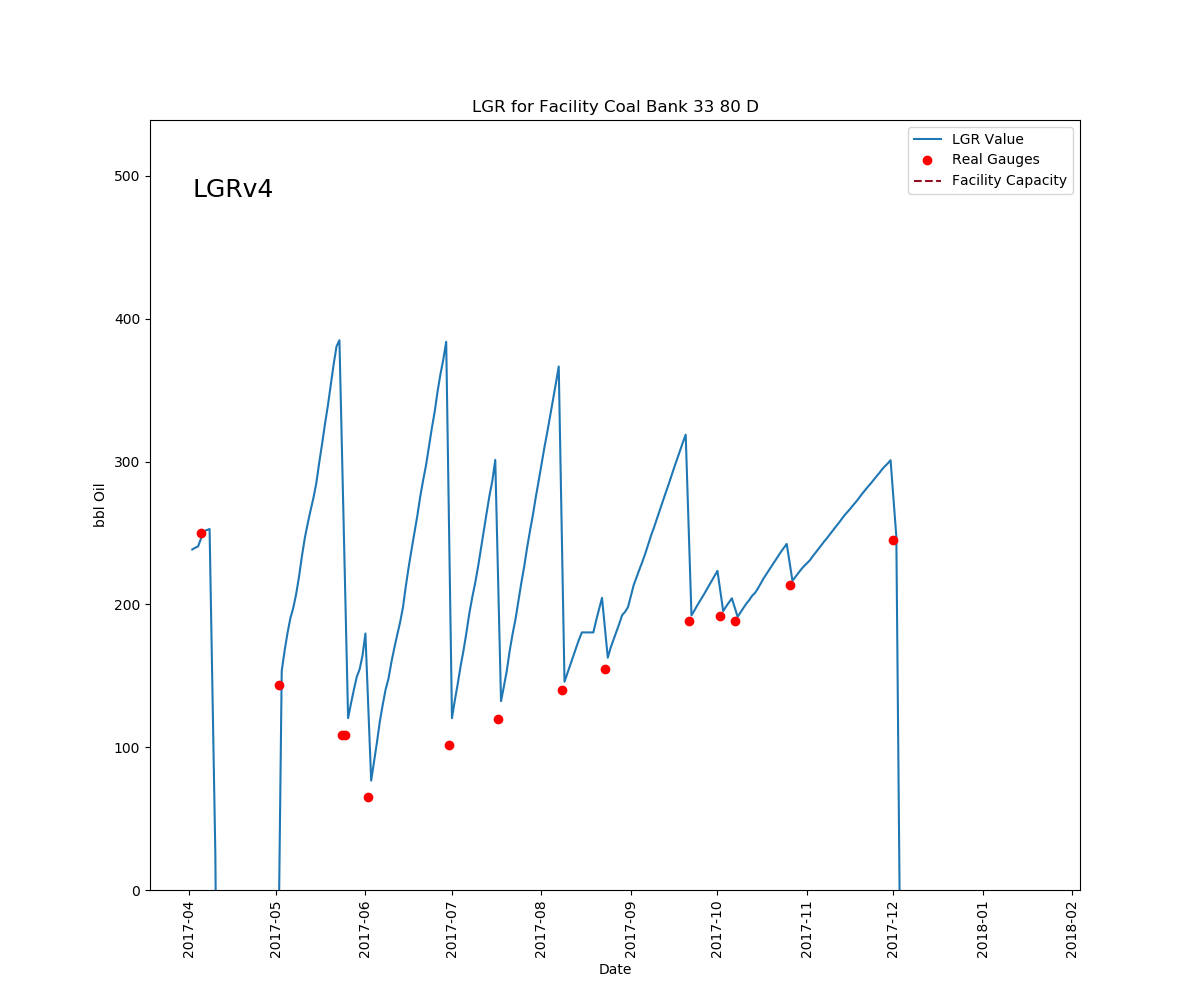 LGR for Facility Coal Bank 33 80 D
LGR Value
Real Gauges
Facility Capacity
LGRv4
500
400
300
200
100
0
bbl Oil
2017-04
2017-05
2017-06
2017-07
2017-08
2017-09
2017-10
2017-11
2017-12
2018-01
2018-02
Date